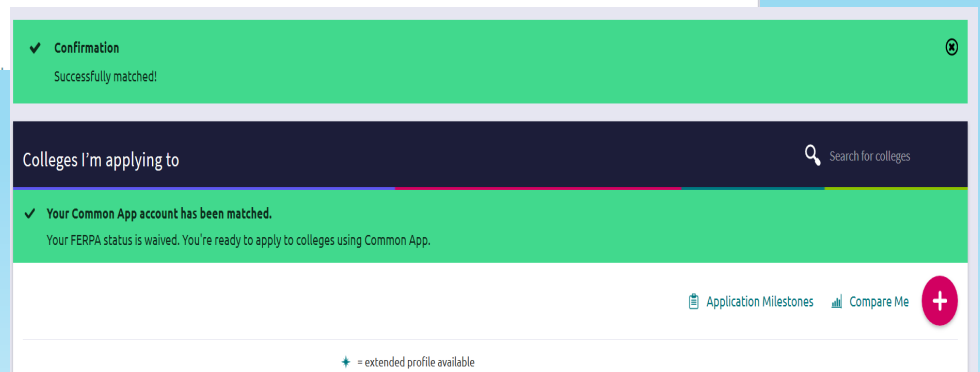 Confirmation
Successfully matched!
Colleges I'm applying to
Search for colleges
Your Common App account has been matched.
Your FERPA status is waived. You're ready to apply to colleges using Common App.
Application Milestones
Compare Me
= extended profile available